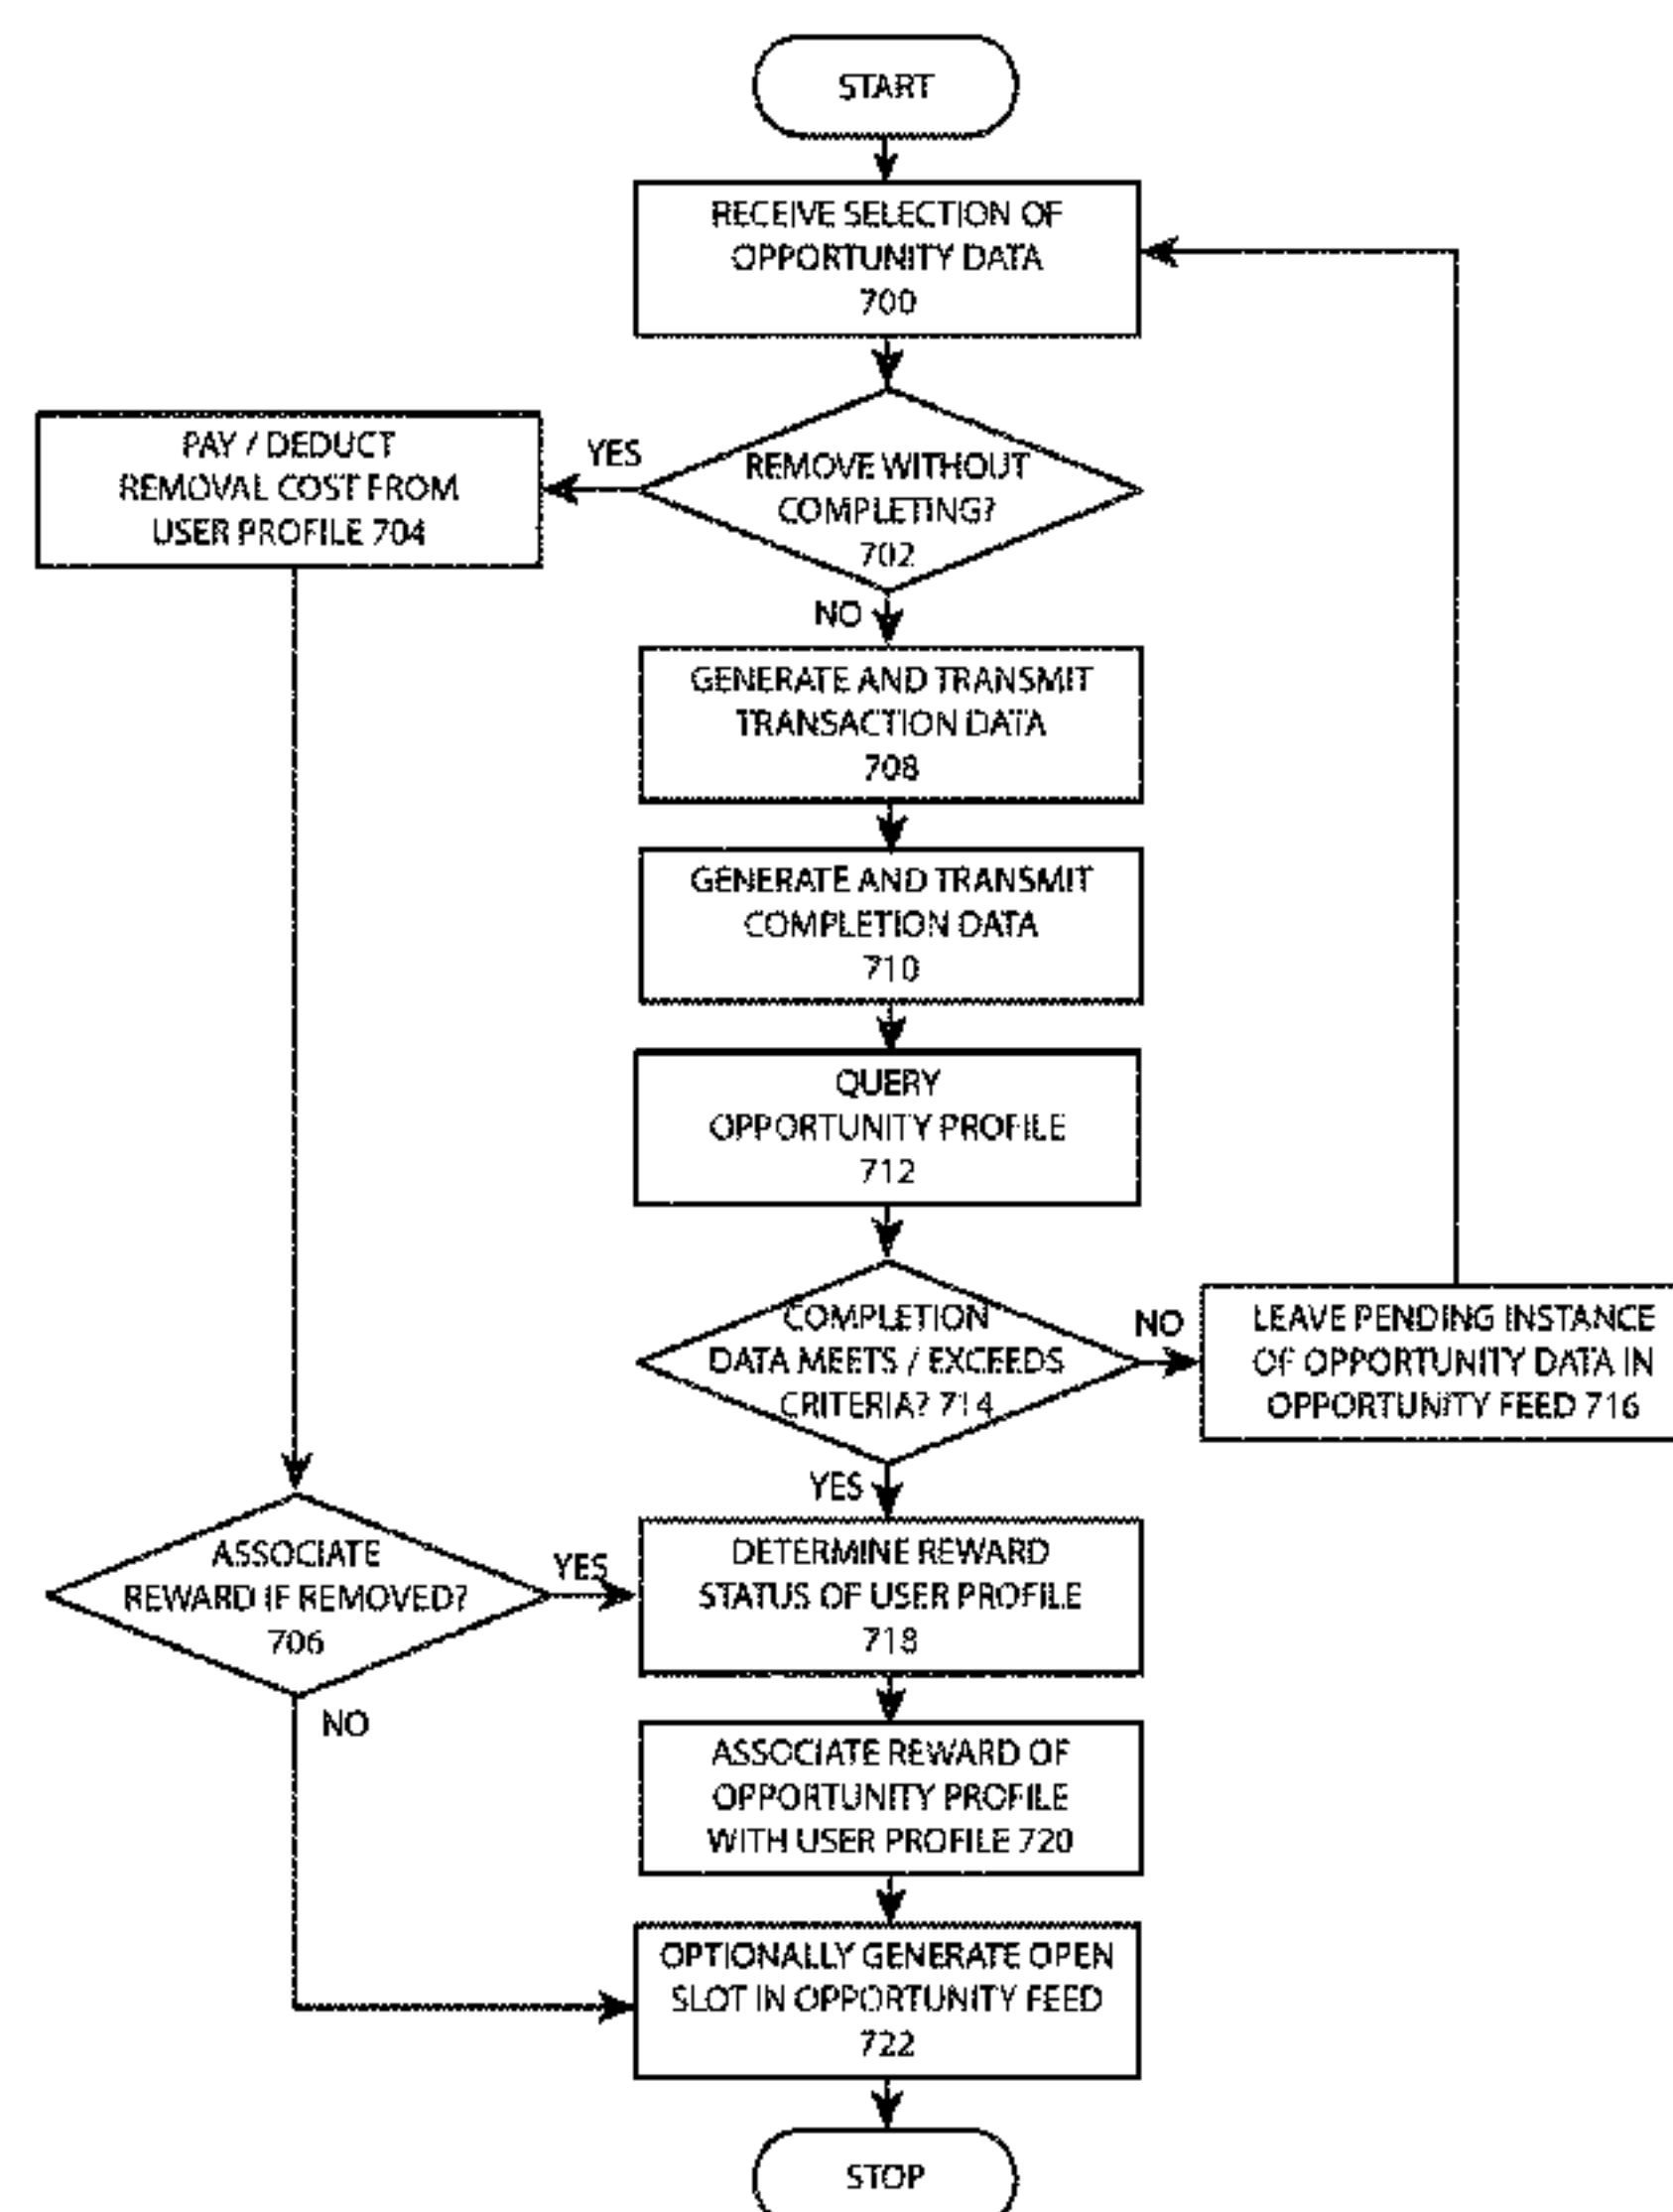 START
RECEIVE SELECTION OF
OPPORTUNITY DATA
700
REMOVE WITHOUT
COMPLETING?
702
YES
PAY / DEDUCT
REMOVAL COST FROM
USER PROFILE 704
NO
GENERATE AND TRANSMIT
TRANSACTION DATA
708
GENERATE AND TRANSMIT
COMPLETION DATA
710
QUERY
OPPORTUNITY PROFILE
712
COMPLETION
DATA MEETS / EXCEEDS
CRITERIA? 714
NO
LEAVE PENDING INSTANCE
OF OPPORTUNITY DATA IN
OPPORTUNITY FEED 716
YES
ASSOCIATE
REWARD IF REMOVED?
706
YES
DETERMINE REWARD
STATUS OF USER PROFILE
718
NO
ASSOCIATE REWARD OF
OPPORTUNITY PROFILE
WITH USER PROFILE 720
OPTIONALLY GENERATE OPEN
SLOT IN OPPORTUNITY FEED
722
STOP